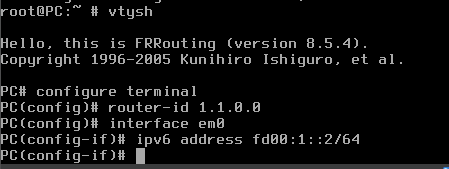 root@PC:~ # vtysh
Hello, this is FRRouting (version 8.5.4).
Copyright 1996-2005 Kunihiro Ishiguro, et al.
PC# configure terminal
PC(config)# router-id 1.1.0.0
PC(config)# interface em0
PC(config-if)# ipv6 address fd00:1::2/64
PC(config-if)#